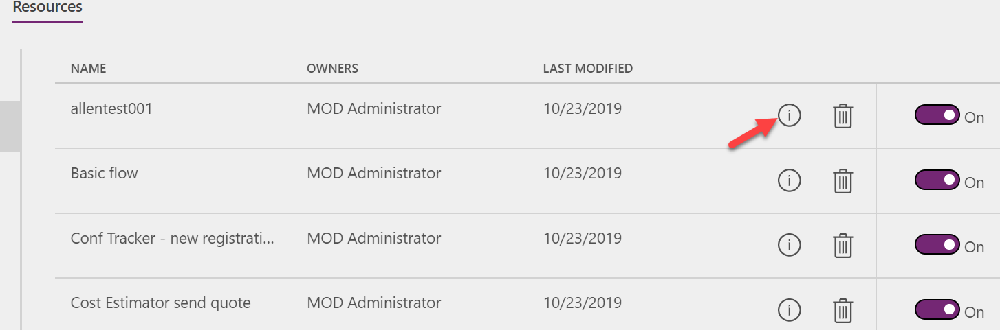 Resources
NAME OWNERS LAST MODIFIED
allentest001 MOD Administrator 10/23/2019 On
Basic flow MOD Administrator 10/23/2019 On
Conf Tracker - new registrati... MOD Administrator 10/23/2019 On
Cost Estimator send quote MOD Administrator 10/23/2019 On